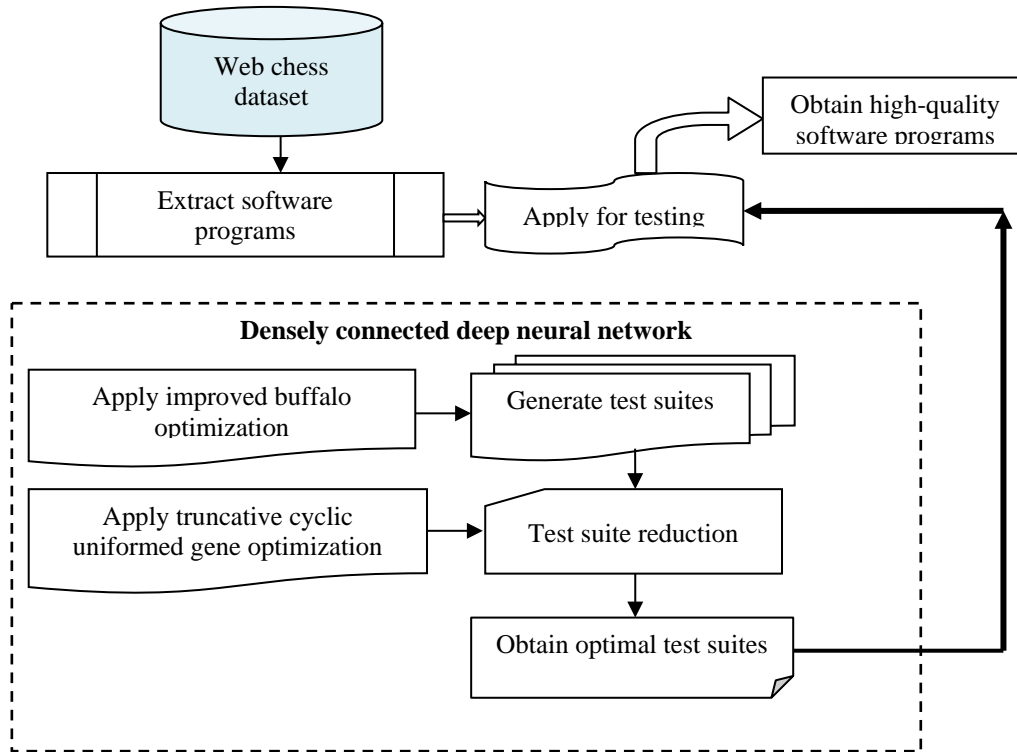 Web chess
dataset
Obtain high-quality
software programs
Extract software
programs
Apply for testing
Densely connected deep neural network
Apply improved buffalo
optimization
Generate test suites
Apply truncative cyclic
uniformed gene optimization
Test suite reduction
Obtain optimal test suites